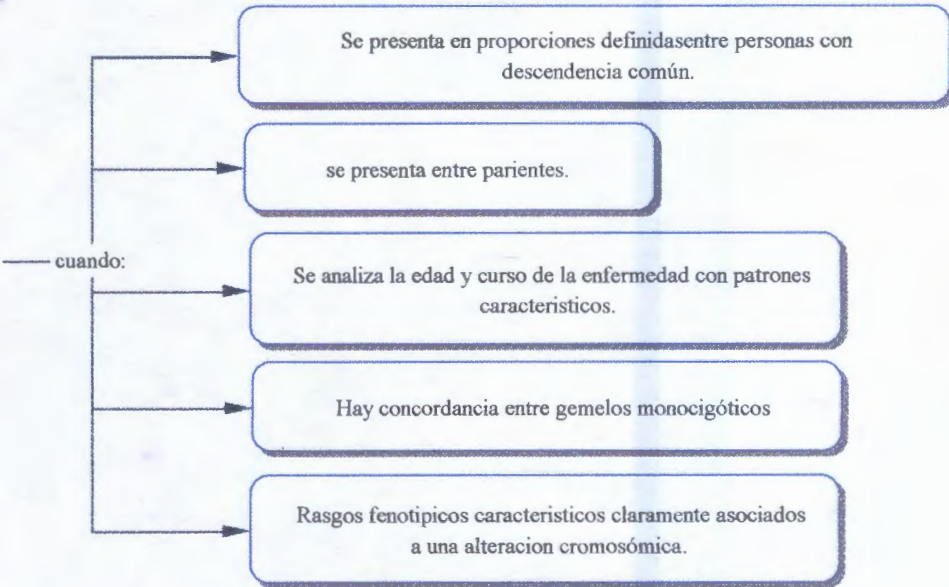 Se presenta en proporciones definidasentre personas con
descendencia común.
se presenta entre parientes.
cuando:
Se analiza la edad y curso de la enfermedad con patrones
caracteristicos.
Hay concordancia entre gemelos monocigóticos
Rasgos fenotipicos caracteristicos claramente asociados
a una alteracion cromosómica.